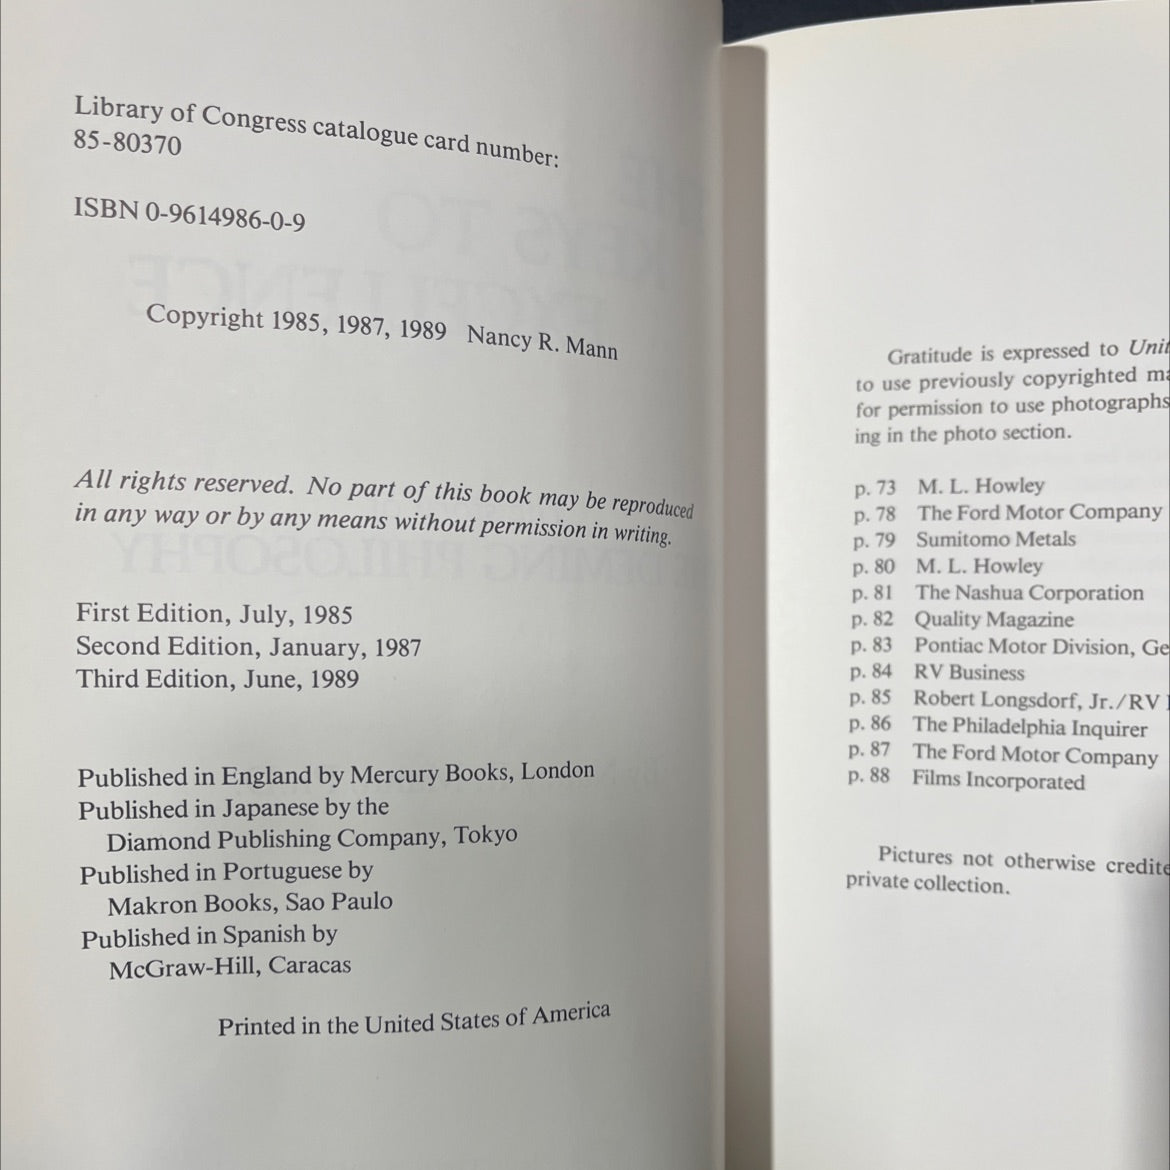 Library of Congress catalogue card number:
85-80370
ISBN 0-9614986-0-9
Copyright 1985, 1987, 1989 Nancy R. Mann
All rights reserved. No part of this book may be reproduced
in any way or by any means without permission in writing.
First Edition, July, 1985
Second Edition, January, 1987
Third Edition, June, 1989
Published in England by Mercury Books, London
Published in Japanese by the
Diamond Publishing Company, Tokyo
Published in Portuguese by
Makron Books, Sao Paulo
Published in Spanish by
McGraw-Hill, Caracas
Printed in the United States of America
Gratitude is expressed to
to use previously copyrighted
for permission to use photographs
ing in the photo section.
p. 73 M. L. Howley
p. 78 The Ford Motor Company
p. 79 Sumitomo Metals
p. 80 M. L. Howley
p. 81 The Nashua Corporation
p. 82 Quality Magazine
p. 83 Pontiac Motor Division,
p. 84 RV Business
p. 85 Robert Longsdorf, Jr./RV
p. 86 The Philadelphia Inquirer
p. 87 The Ford Motor Company
p. 88 Films Incorporated
Pictures not otherwise
private collection.